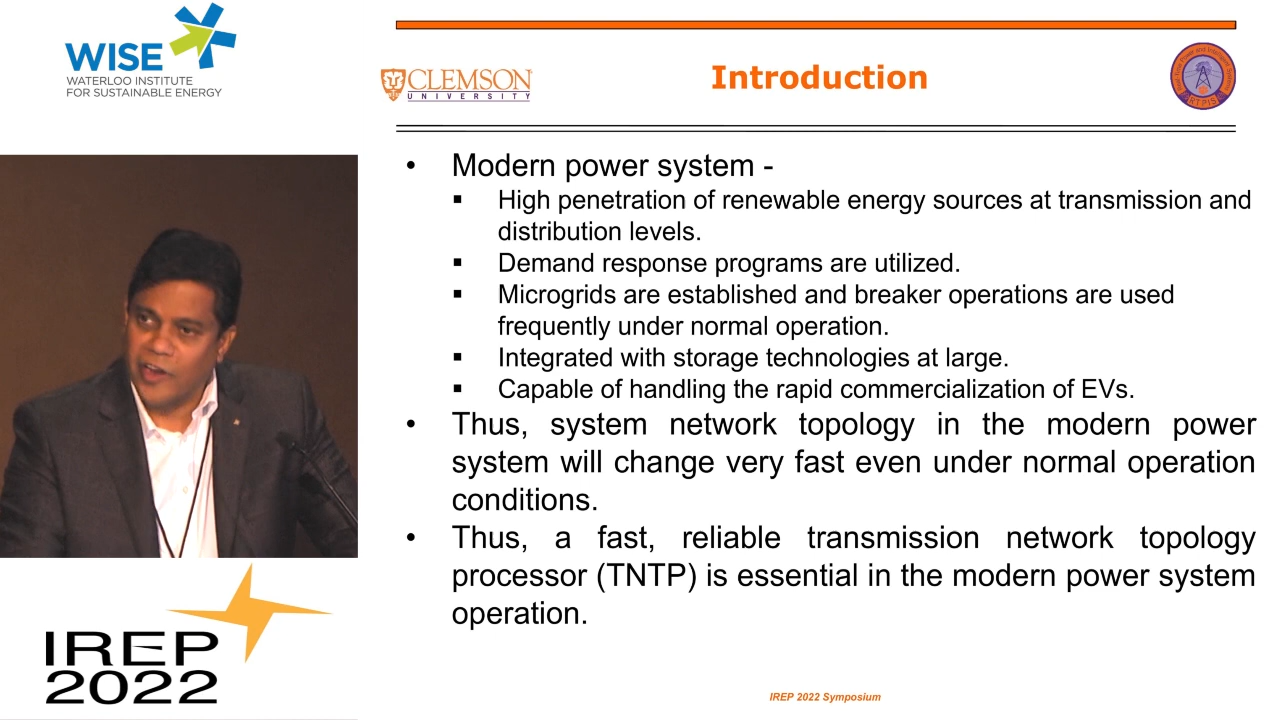 WISE
WATERLOO INSTITUTE
FOR SUSTAINABLE ENERGY
CLEMSON
UNIVERSITY
Introduction
RTPIS
• Modern power system -
▪ High penetration of renewable energy sources at transmission and
distribution levels.
▪ Demand response programs are utilized.
▪ Microgrids are established and breaker operations are used
frequently under normal operation.
▪ Integrated with storage technologies at large.
▪ Capable of handling the rapid commercialization of EVs.
• Thus, system network topology in the modern power
system will change very fast even under normal operation
conditions.
• Thus, a fast, reliable transmission network topology
processor (TNTP) is essential in the modern power system
operation.
IREP
2022
IREP 2022 Symposium